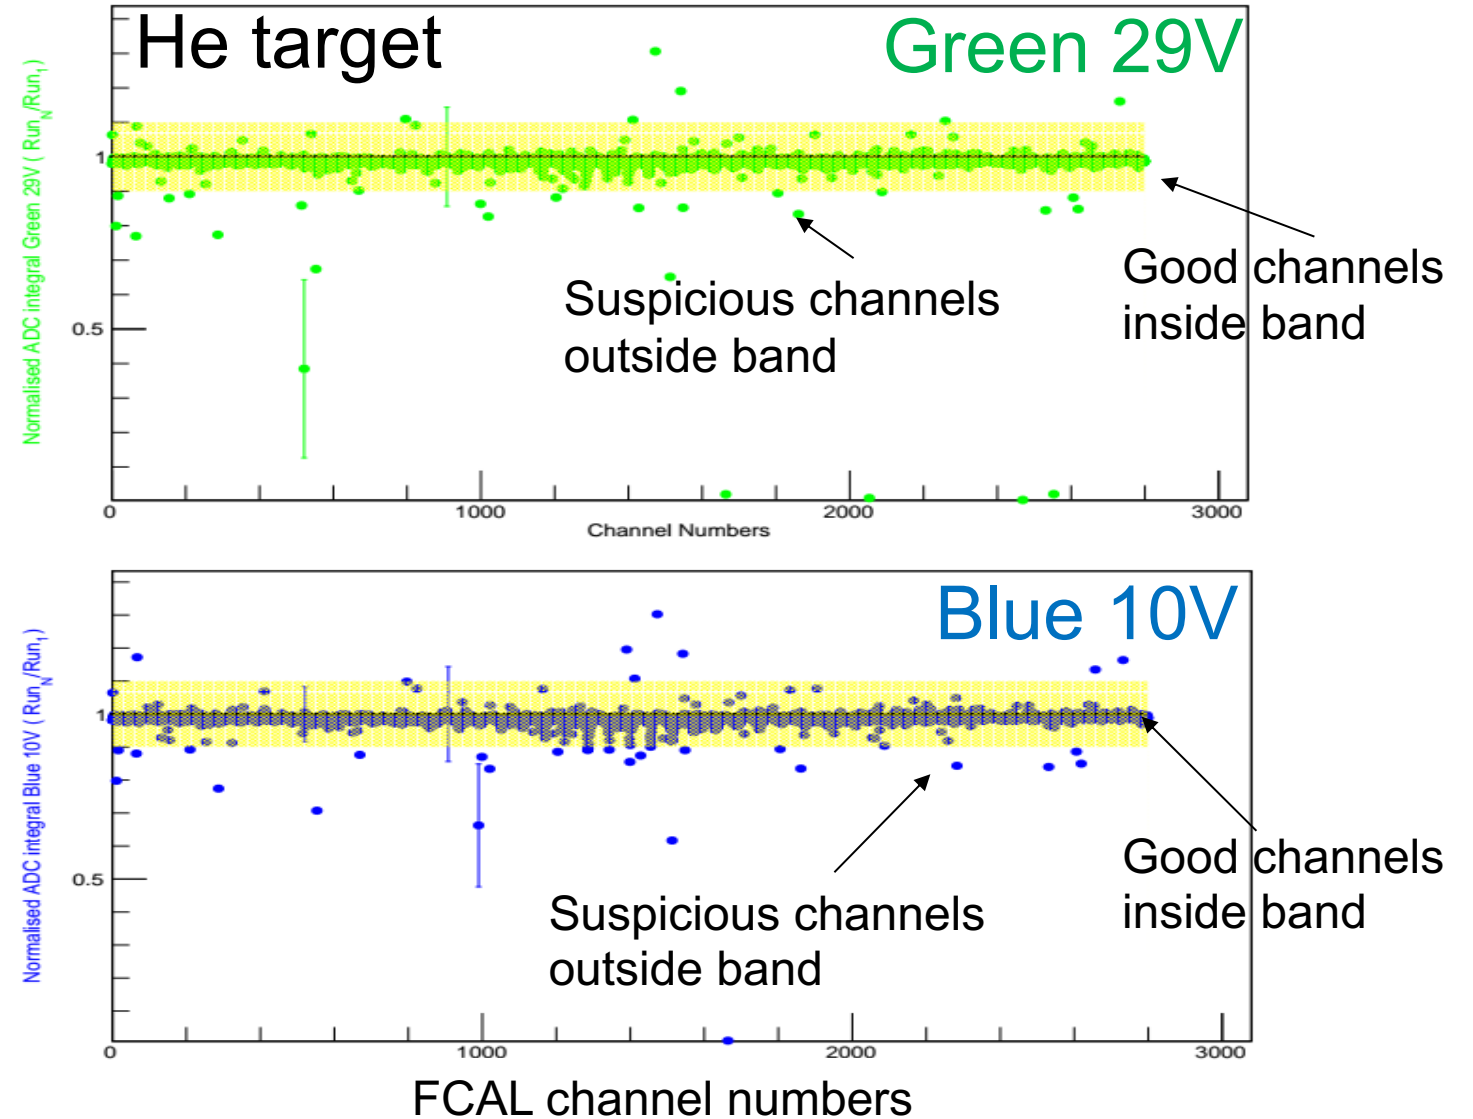 He target
Green 29V
Normalised ADC integral Green 29V ( Run_N/Run_1 )
1
0.5
0
1000
2000
3000
Channel Numbers
Suspicious channels
outside band
Good channels
inside band
Blue 10V
Normalised ADC integral Blue 10V ( Run_N/Run_1 )
1
0.5
0
1000
2000
3000
Suspicious channels
outside band
Good channels
inside band
FCAL channel numbers